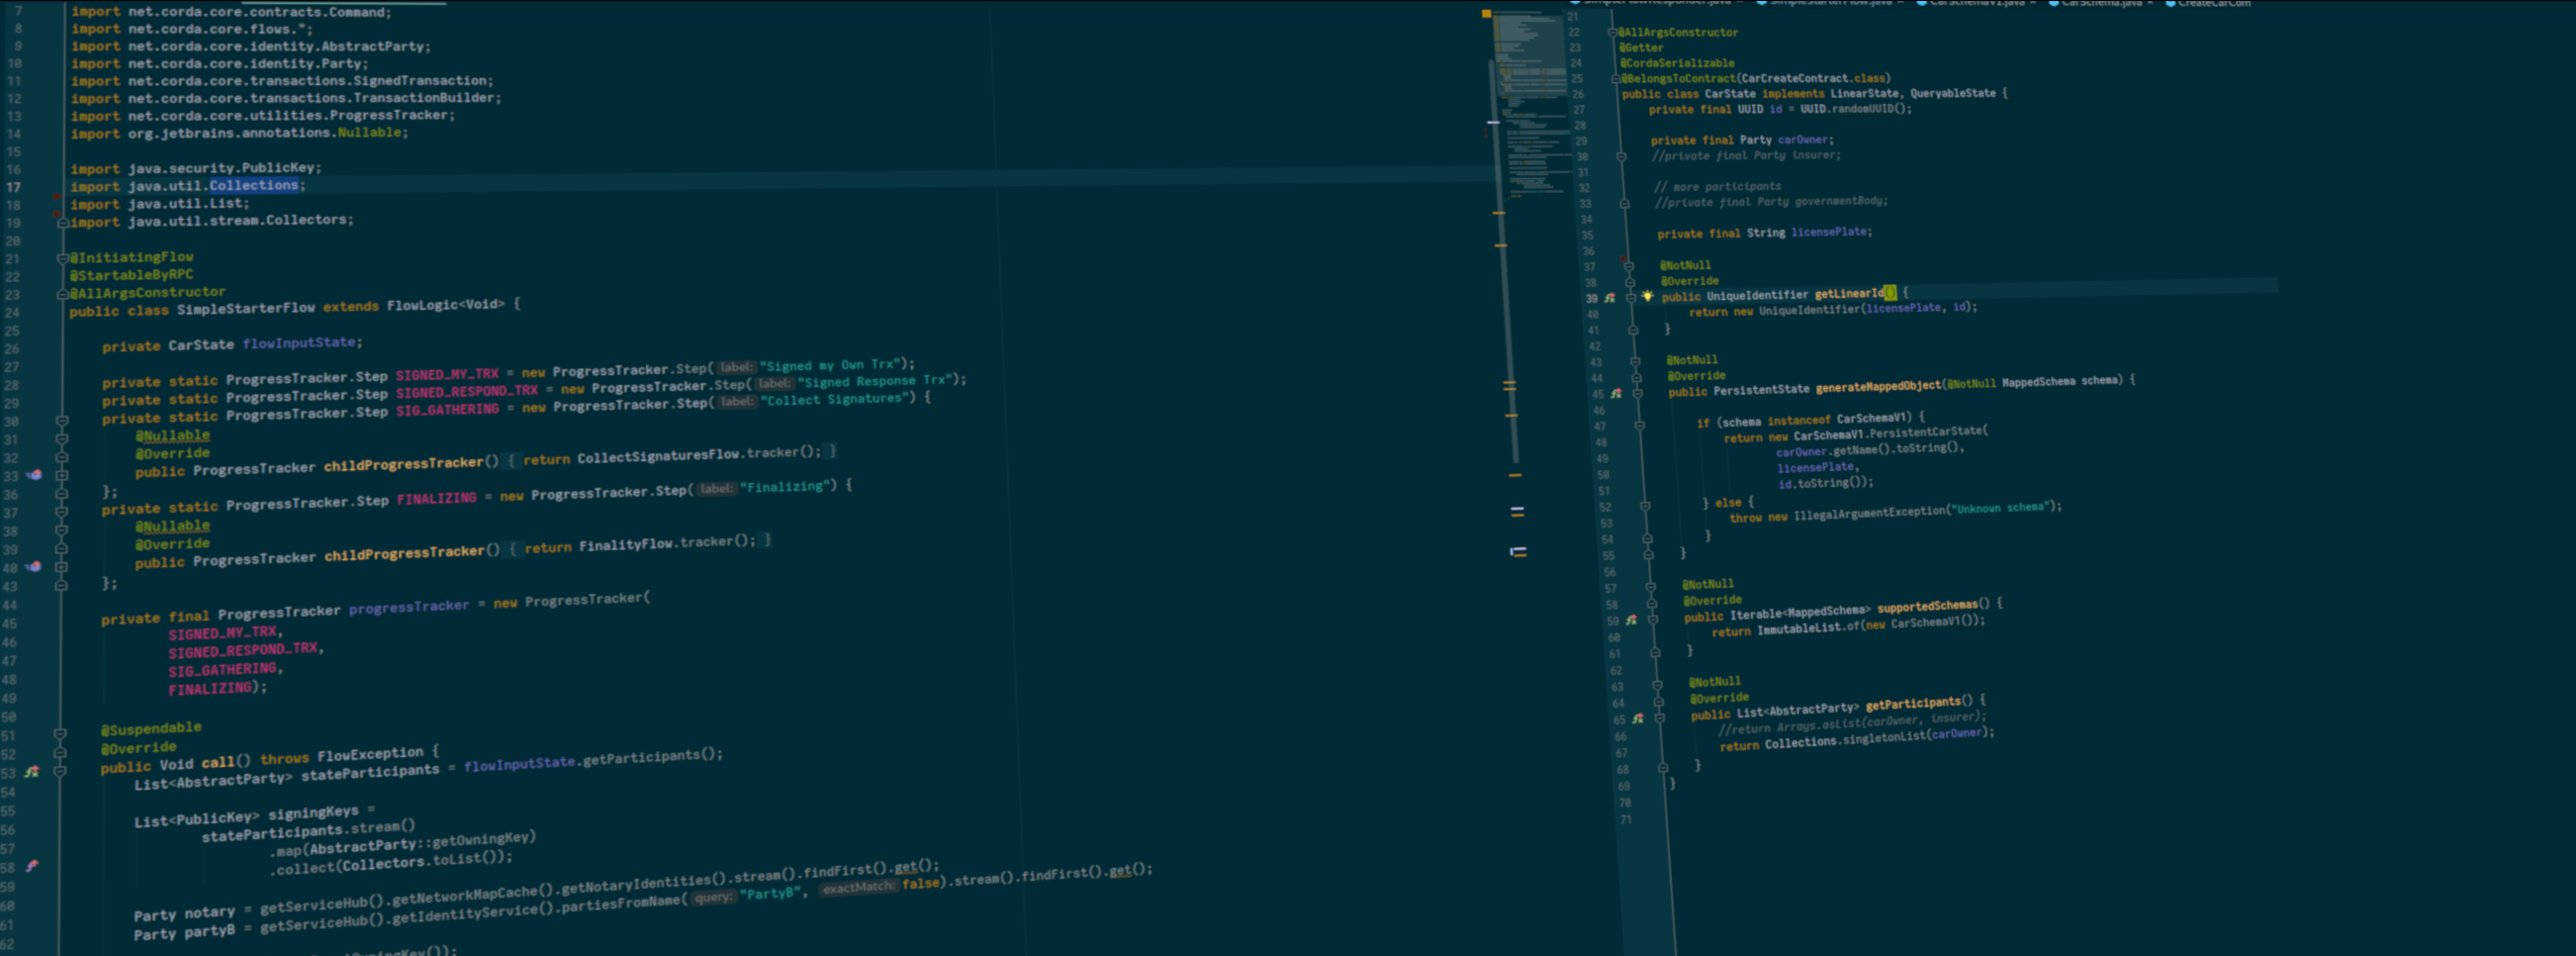 7 import net.corda.core.contracts.Command;
8 import net.corda.core.flows.*;
9 import net.corda.core.identity.AbstractParty;
10 import net.corda.core.identity.Party;
11 import net.corda.core.transactions.SignedTransaction;
12 import net.corda.core.transactions.TransactionBuilder;
13 import net.corda.core.utilities.ProgressTracker;
14 import org.jetbrains.annotations.Nullable;
15
16 import java.security.PublicKey;
17 import java.util.Collections;
18 import java.util.List;
19 import java.util.stream.Collectors;
20
21 @InitiatingFlow
22 @StartableByRPC
23 @AllArgsConstructor
24 public class SimpleStarterFlow extends FlowLogic<Void> {
25
26 private CarState flowInputState;
27
28 private static ProgressTracker.Step SIGNED_MY_TRX = new ProgressTracker.Step( label: "Signed my Own Trx");
29 private static ProgressTracker.Step SIGNED_RESPOND_TRX = new ProgressTracker.Step( label: "Signed Response Trx");
30 private static ProgressTracker.Step SIG_GATHERING = new ProgressTracker.Step( label: "Collect Signatures") {
31 @Nullable
32 @Override
33 public ProgressTracker childProgressTracker() { return CollectSignaturesFlow.tracker(); }
36 };
37 private static ProgressTracker.Step FINALIZING = new ProgressTracker.Step( label: "Finalizing") {
38 @Nullable
39 @Override
40 public ProgressTracker childProgressTracker() { return FinalityFlow.tracker(); }
43 };
44
45 private final ProgressTracker progressTracker = new ProgressTracker(
46 SIGNED_MY_TRX,
47 SIGNED_RESPOND_TRX,
48 SIG_GATHERING,
49 FINALIZING);
50
51 @Suspendable
52 @Override
53 public Void call() throws FlowException {
54 List<AbstractParty> stateParticipants = flowInputState.getParticipants();
55
56 List<PublicKey> signingKeys =
57 stateParticipants.stream()
58 .map(AbstractParty::getOwningKey)
59 .collect(Collectors.toList());
60
61 Party notary = getServiceHub().getNetworkMapCache().getNotaryIdentities().stream().findFirst().get();
62 Party partyB = getServiceHub().getIdentityService().partiesFromName( query: "PartyB", exactMatch: false).stream().findFirst().get();
CarSchemaV1.java CarSchema.java CreateCarCom
21
22 @AllArgsConstructor
23 @Getter
24 @CordaSerializable
25 @BelongsToContract(CarCreateContract.class)
26 public class CarState implements LinearState, QueryableState {
27 private final UUID id = UUID.randomUUID();
28
29 private final Party carOwner;
30 //private final Party insurer;
31
32 // more participants
33 //private final Party governmentBody;
34
35 private final String licensePlate;
36
37 @NotNull
38 @Override
39 public UniqueIdentifier getLinearId() {
40 return new UniqueIdentifier(licensePlate, id);
41 }
42
43 @NotNull
44 @Override
45 public PersistentState generateMappedObject(@NotNull MappedSchema schema) {
46
47 if (schema instanceof CarSchemaV1) {
48 return new CarSchemaV1.PersistentCarState(
49 carOwner.getName().toString(),
50 licensePlate,
51 id.toString());
52 } else {
53 throw new IllegalArgumentException("Unknown schema");
54 }
55 }
56
57 @NotNull
58 @Override
59 public Iterable<MappedSchema> supportedSchemas() {
60 return ImmutableList.of(new CarSchemaV1());
61 }
62
63 @NotNull
64 @Override
65 public List<AbstractParty> getParticipants() {
66 //return Arrays.asList(carOwner, insurer);
67 return Collections.singletonList(carOwner);
68 }
69 }
70
71